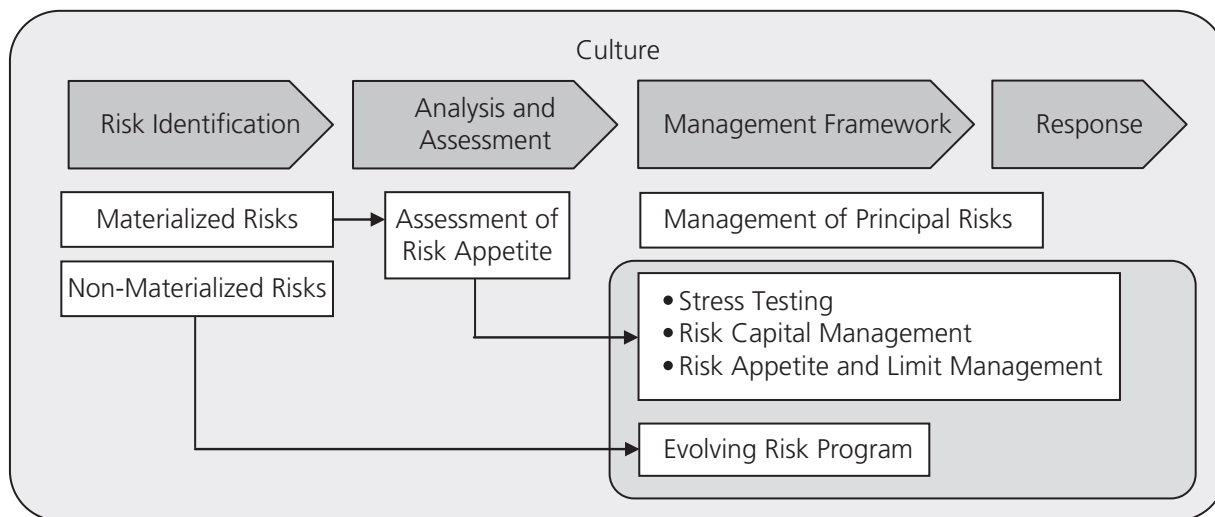 Culture
Risk Identification
Analysis and
Assessment
Management Framework
Response
Materialized Risks
Non-Materialized Risks
Assessment of
Risk Appetite
Management of Principal Risks
• Stress Testing
• Risk Capital Management
• Risk Appetite and Limit Management
Evolving Risk Program